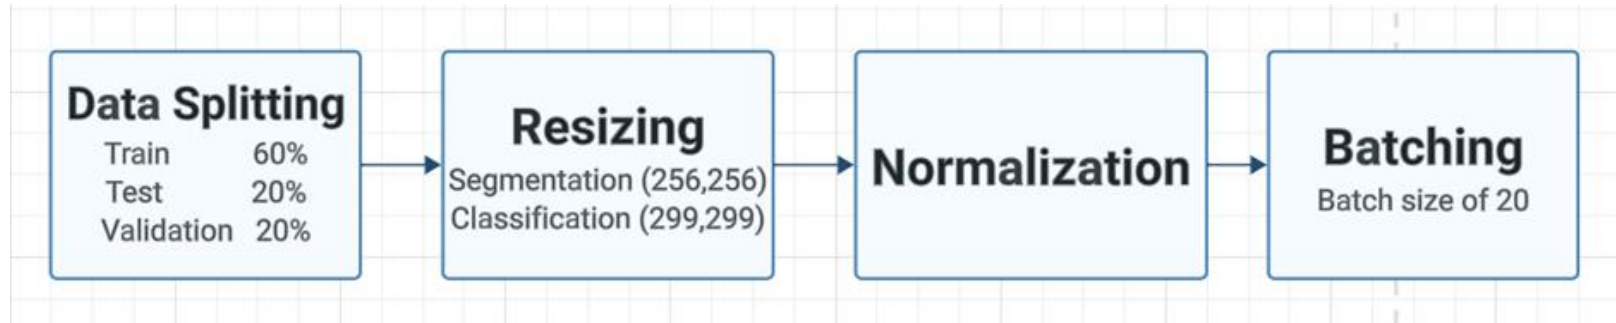 Data Splitting
Train 60%
Test 20%
Validation 20%
Resizing
Segmentation (256,256)
Classification (299,299)
Normalization
Batching
Batch size of 20